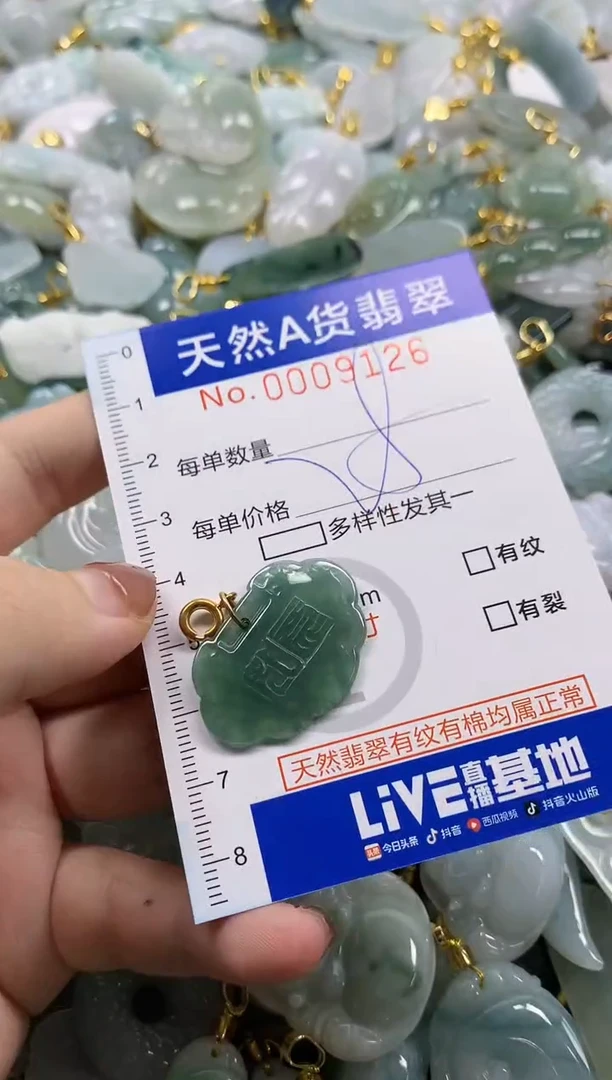 天然A货翡翠
No.0009126
0
1
2
每单数量
3
每单价格
多样性发其一
4
有纹
m
有裂
寸
5
天然翡翠有纹有棉均属正常
7
LiVE直播基地
8
头条 今日头条 抖音 西瓜视频 抖音火山版